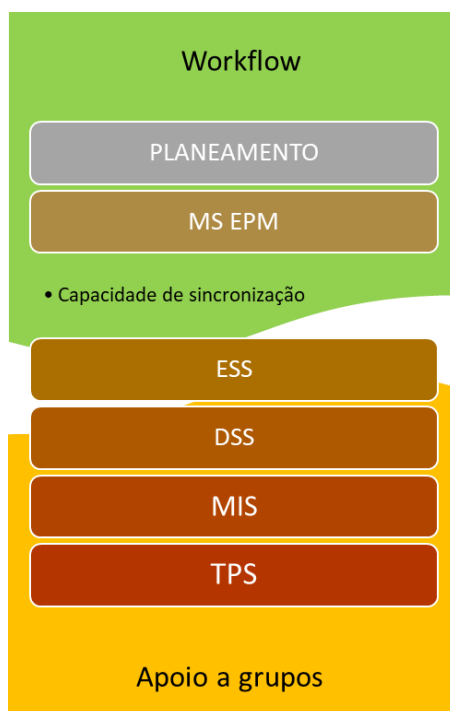 Workflow
PLANEAMENTO
MS EPM
• Capacidade de sincronização
ESS
DSS
MIS
TPS
Apoio a grupos